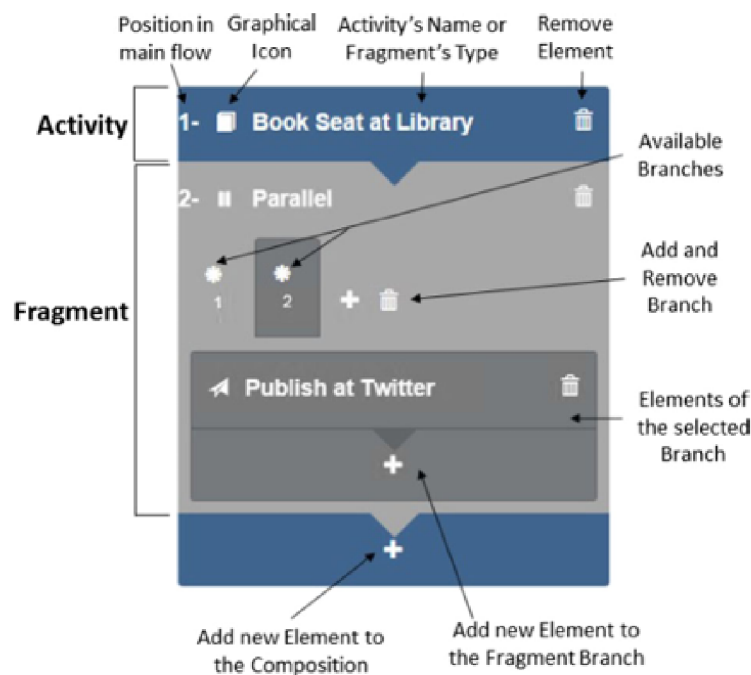 Position in
main flow
Graphical
Icon
Activity's Name or
Fragment's Type
Remove
Element
Activity
1- Book Seat at Library
Available
Branches
2- Parallel
Add and
Remove
Branch
1
2
Fragment
Publish at Twitter
Elements of
the selected
Branch
Add new Element to
the Composition
Add new Element to
the Fragment Branch